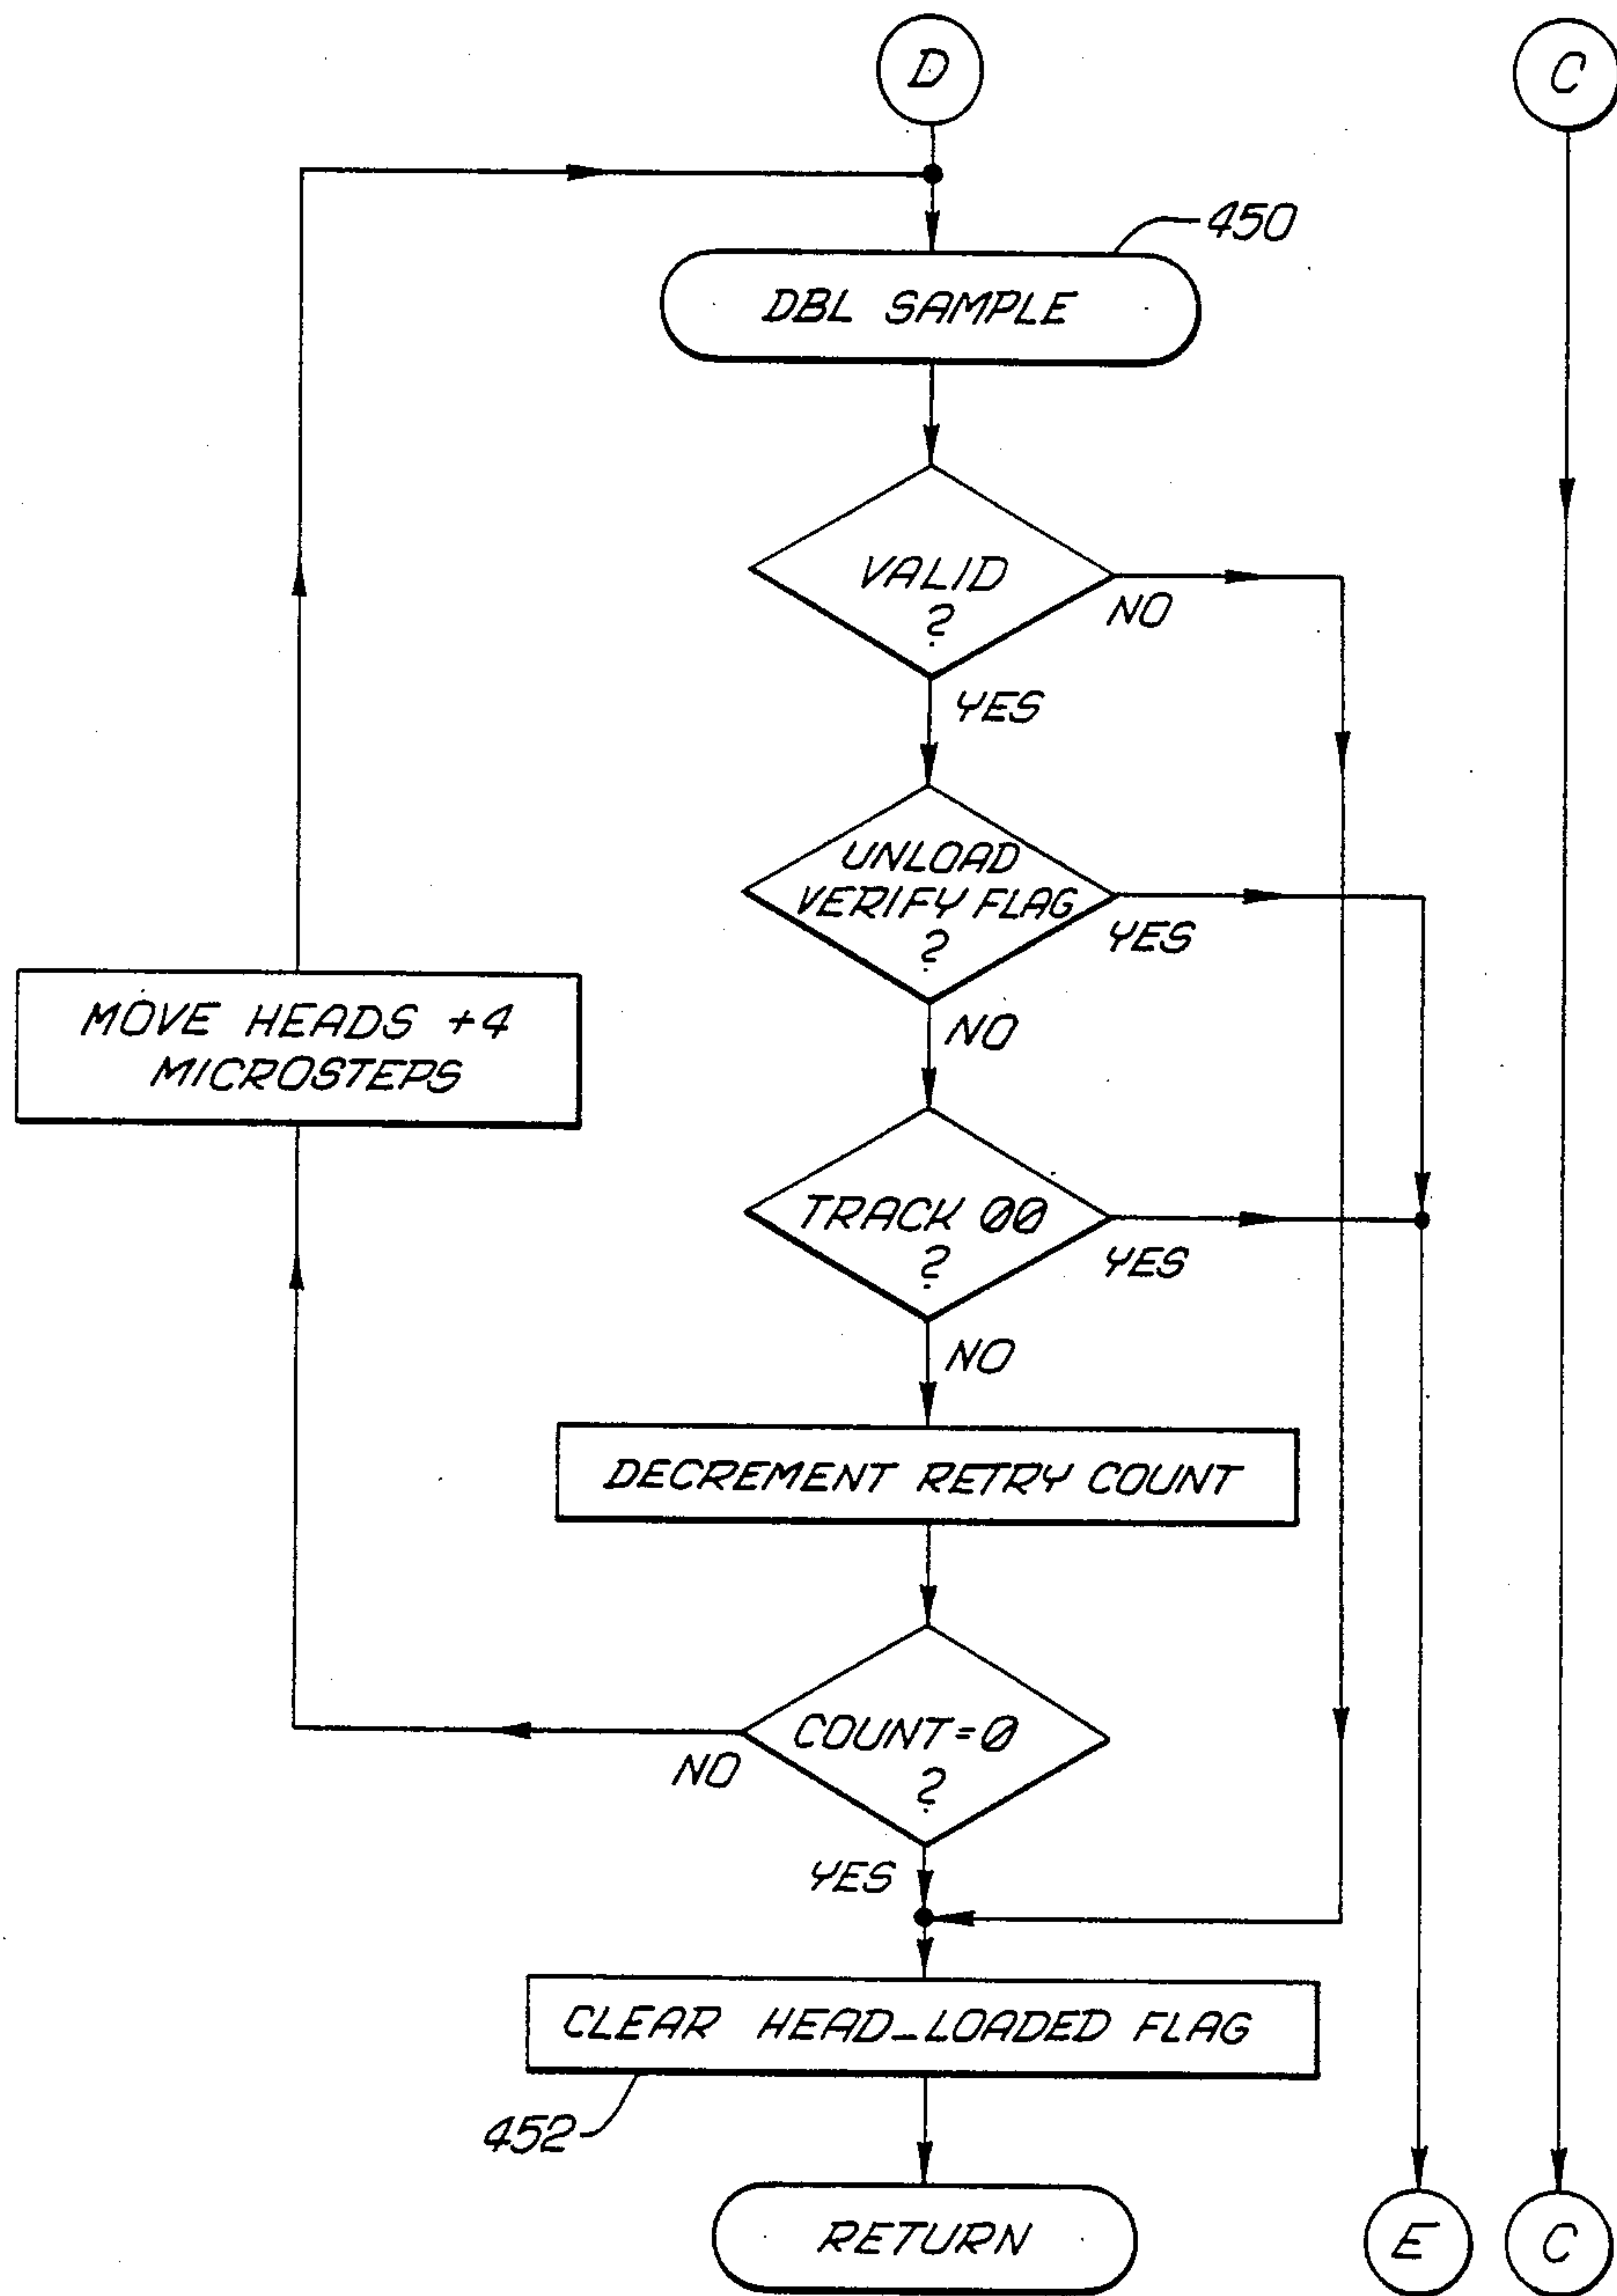 D
C
450
DBL SAMPLE
VALID
?
NO
YES
UNLOAD
VERIFY FLAG
?
YES
NO
MOVE HEADS +4
MICROSTEPS
TRACK 00
?
YES
NO
DECREMENT RETRY COUNT
COUNT=0
?
NO
YES
CLEAR HEAD_LOADED FLAG
452
RETURN
E
C